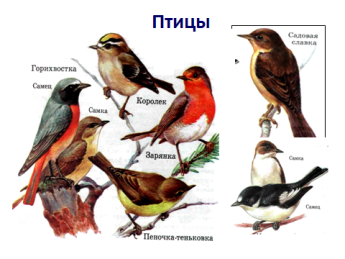 Птицы
Горихвостка
Самец
Самка
Королек
Зарянка
Пеночка-теньковка
Садовая
славка
Самец
Самец